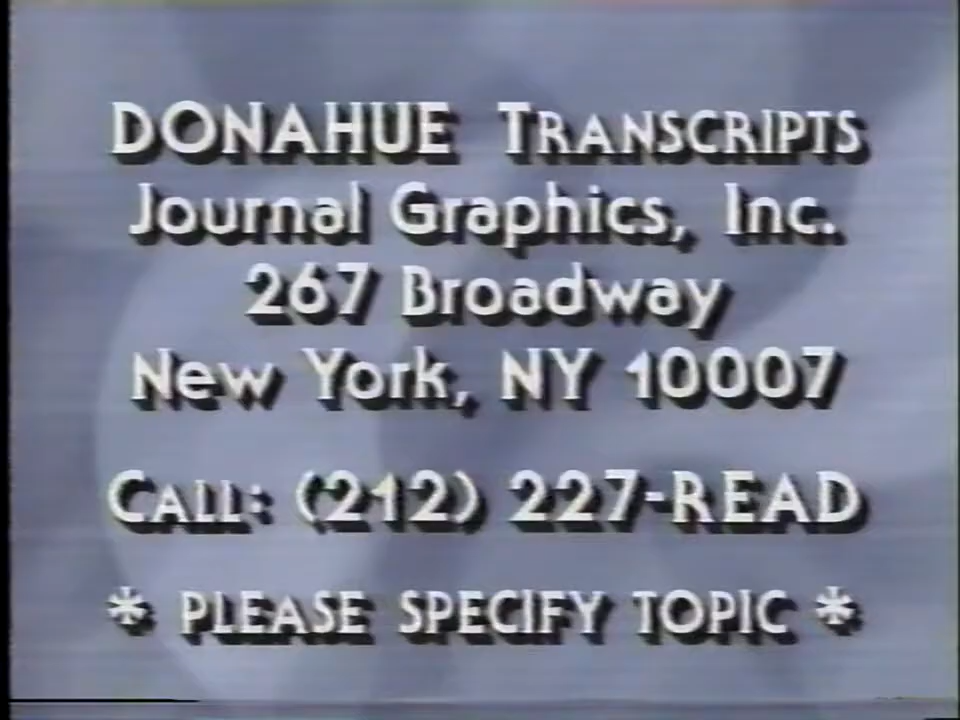 DONAHUE TRANSCRIPTS
Journal Graphics, Inc.
267 Broadway
New York, NY 10007
CALL: (212) 227-READ
* PLEASE SPECIFY TOPIC *